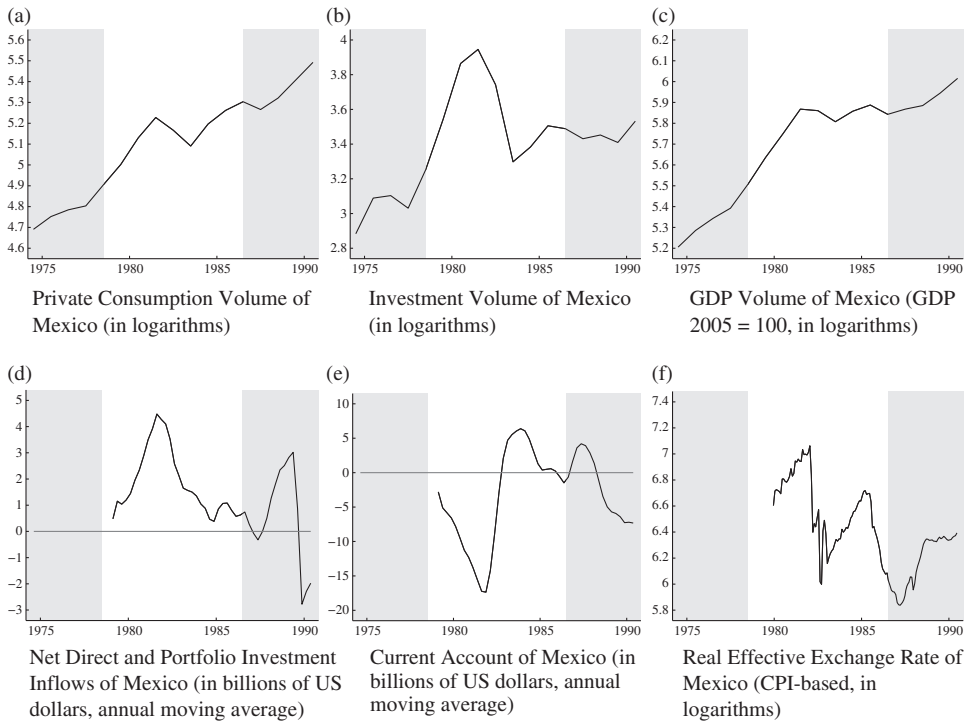 (a)
5.6
5.5
5.4
5.3
5.2
5.1
5
4.9
4.8
4.7
4.6
1975 1980 1985 1990
Private Consumption Volume of
Mexico (in logarithms)
(b)
4
3.8
3.6
3.4
3.2
3
2.8
1975 1980 1985 1990
Investment Volume of Mexico
(in logarithms)
(c)
6.2
6.1
6
5.9
5.8
5.7
5.6
5.5
5.4
5.3
5.2
1975 1980 1985 1990
GDP Volume of Mexico (GDP
2005 = 100, in logarithms)
(d)
5
4
3
2
1
0
−1
−2
−3
1975 1980 1985 1990
Net Direct and Portfolio Investment
Inflows of Mexico (in billions of US
dollars, annual moving average)
(e)
10
5
0
−5
−10
−15
−20
1975 1980 1985 1990
Current Account of Mexico (in
billions of US dollars, annual
moving average)
(f)
7.4
7.2
7
6.8
6.6
6.4
6.2
6
5.8
1975 1980 1985 1990
Real Effective Exchange Rate of
Mexico (CPI-based, in
logarithms)